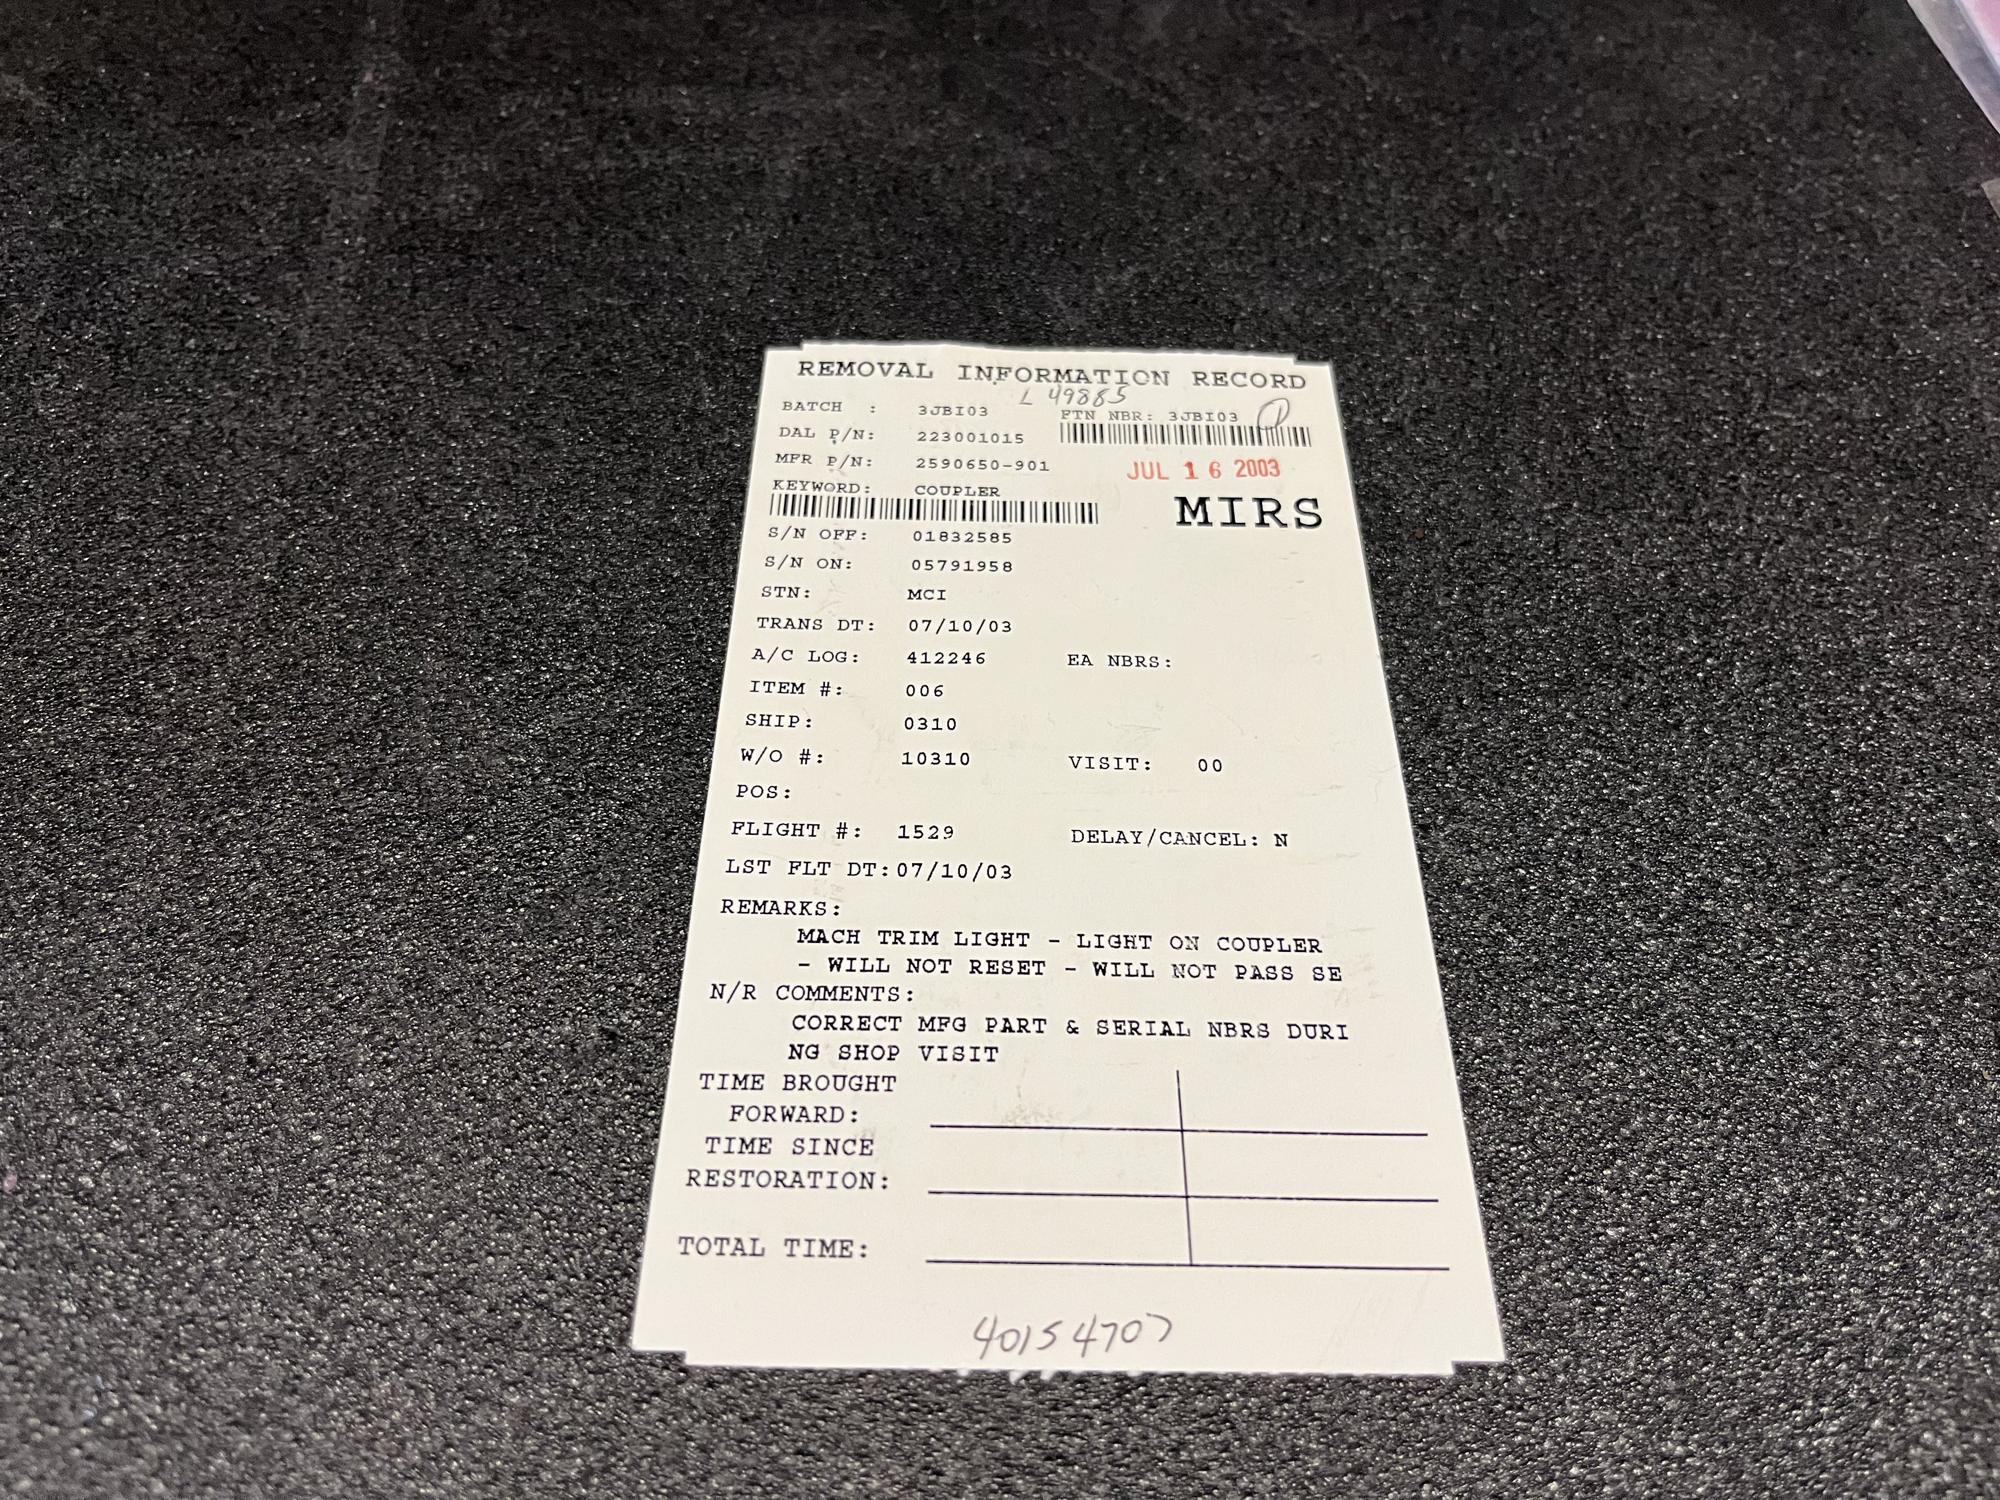 REMOVAL INFORMATION RECORD
L 49885
BATCH : 3JBI03 FTN NBR: 3JBI03 1
DAL P/N: 223001015
MFR P/N: 2590650-901 JUL 16 2003
KEYWORD: COUPLER MIRS
S/N OFF: 01832585
S/N ON: 05791958
STN: MCI
TRANS DT: 07/10/03
A/C LOG: 412246 EA NBRS:
ITEM #: 006
SHIP: 0310
W/O #: 10310 VISIT: 00
POS:
FLIGHT #: 1529 DELAY/CANCEL: N
LST FLT DT: 07/10/03
REMARKS:
MACH TRIM LIGHT - LIGHT ON COUPLER
- WILL NOT RESET - WILL NOT PASS SE
N/R COMMENTS:
CORRECT MFG PART & SERIAL NBRS DURI
NG SHOP VISIT
TIME BROUGHT
FORWARD:
TIME SINCE
RESTORATION:
TOTAL TIME:
40154707